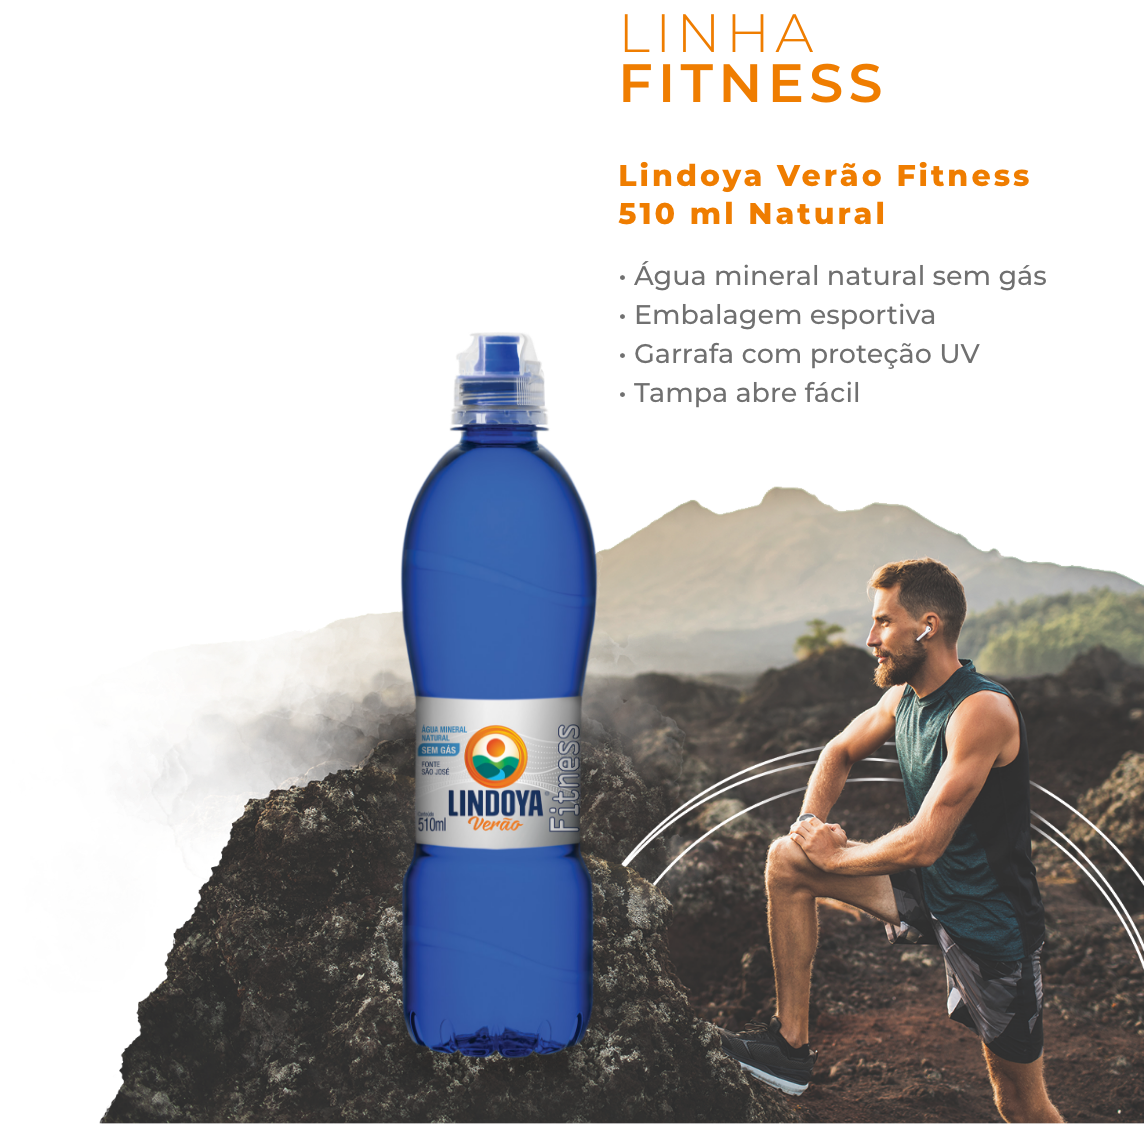 LINHA
FITNESS
Lindoya Verão Fitness
510 ml Natural
• Água mineral natural sem gás
• Embalagem esportiva
• Garrafa com proteção UV
• Tampa abre fácil
ÁGUA MINERAL
NATURAL
SEM GÁS
FONTE
SÃO JOSÉ
LINDOYA
Verão
Conteúdo
510ml
Fitness